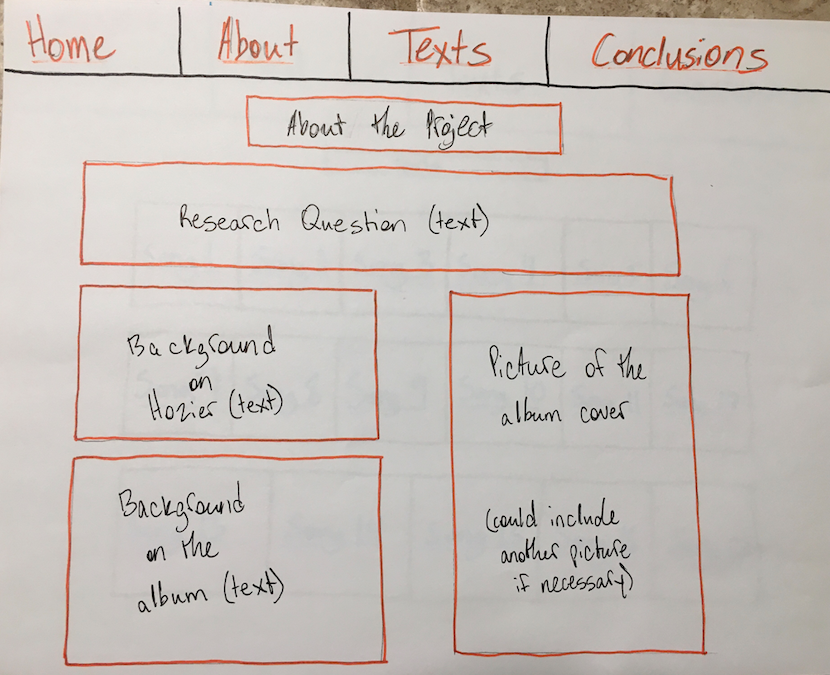 Home About Texts Conclusions
About the Project
Research Question (text)
Background
on
Hozier (text)
Background
on the
album (text)
Picture of the
album cover
(could include
another picture
if necessary)